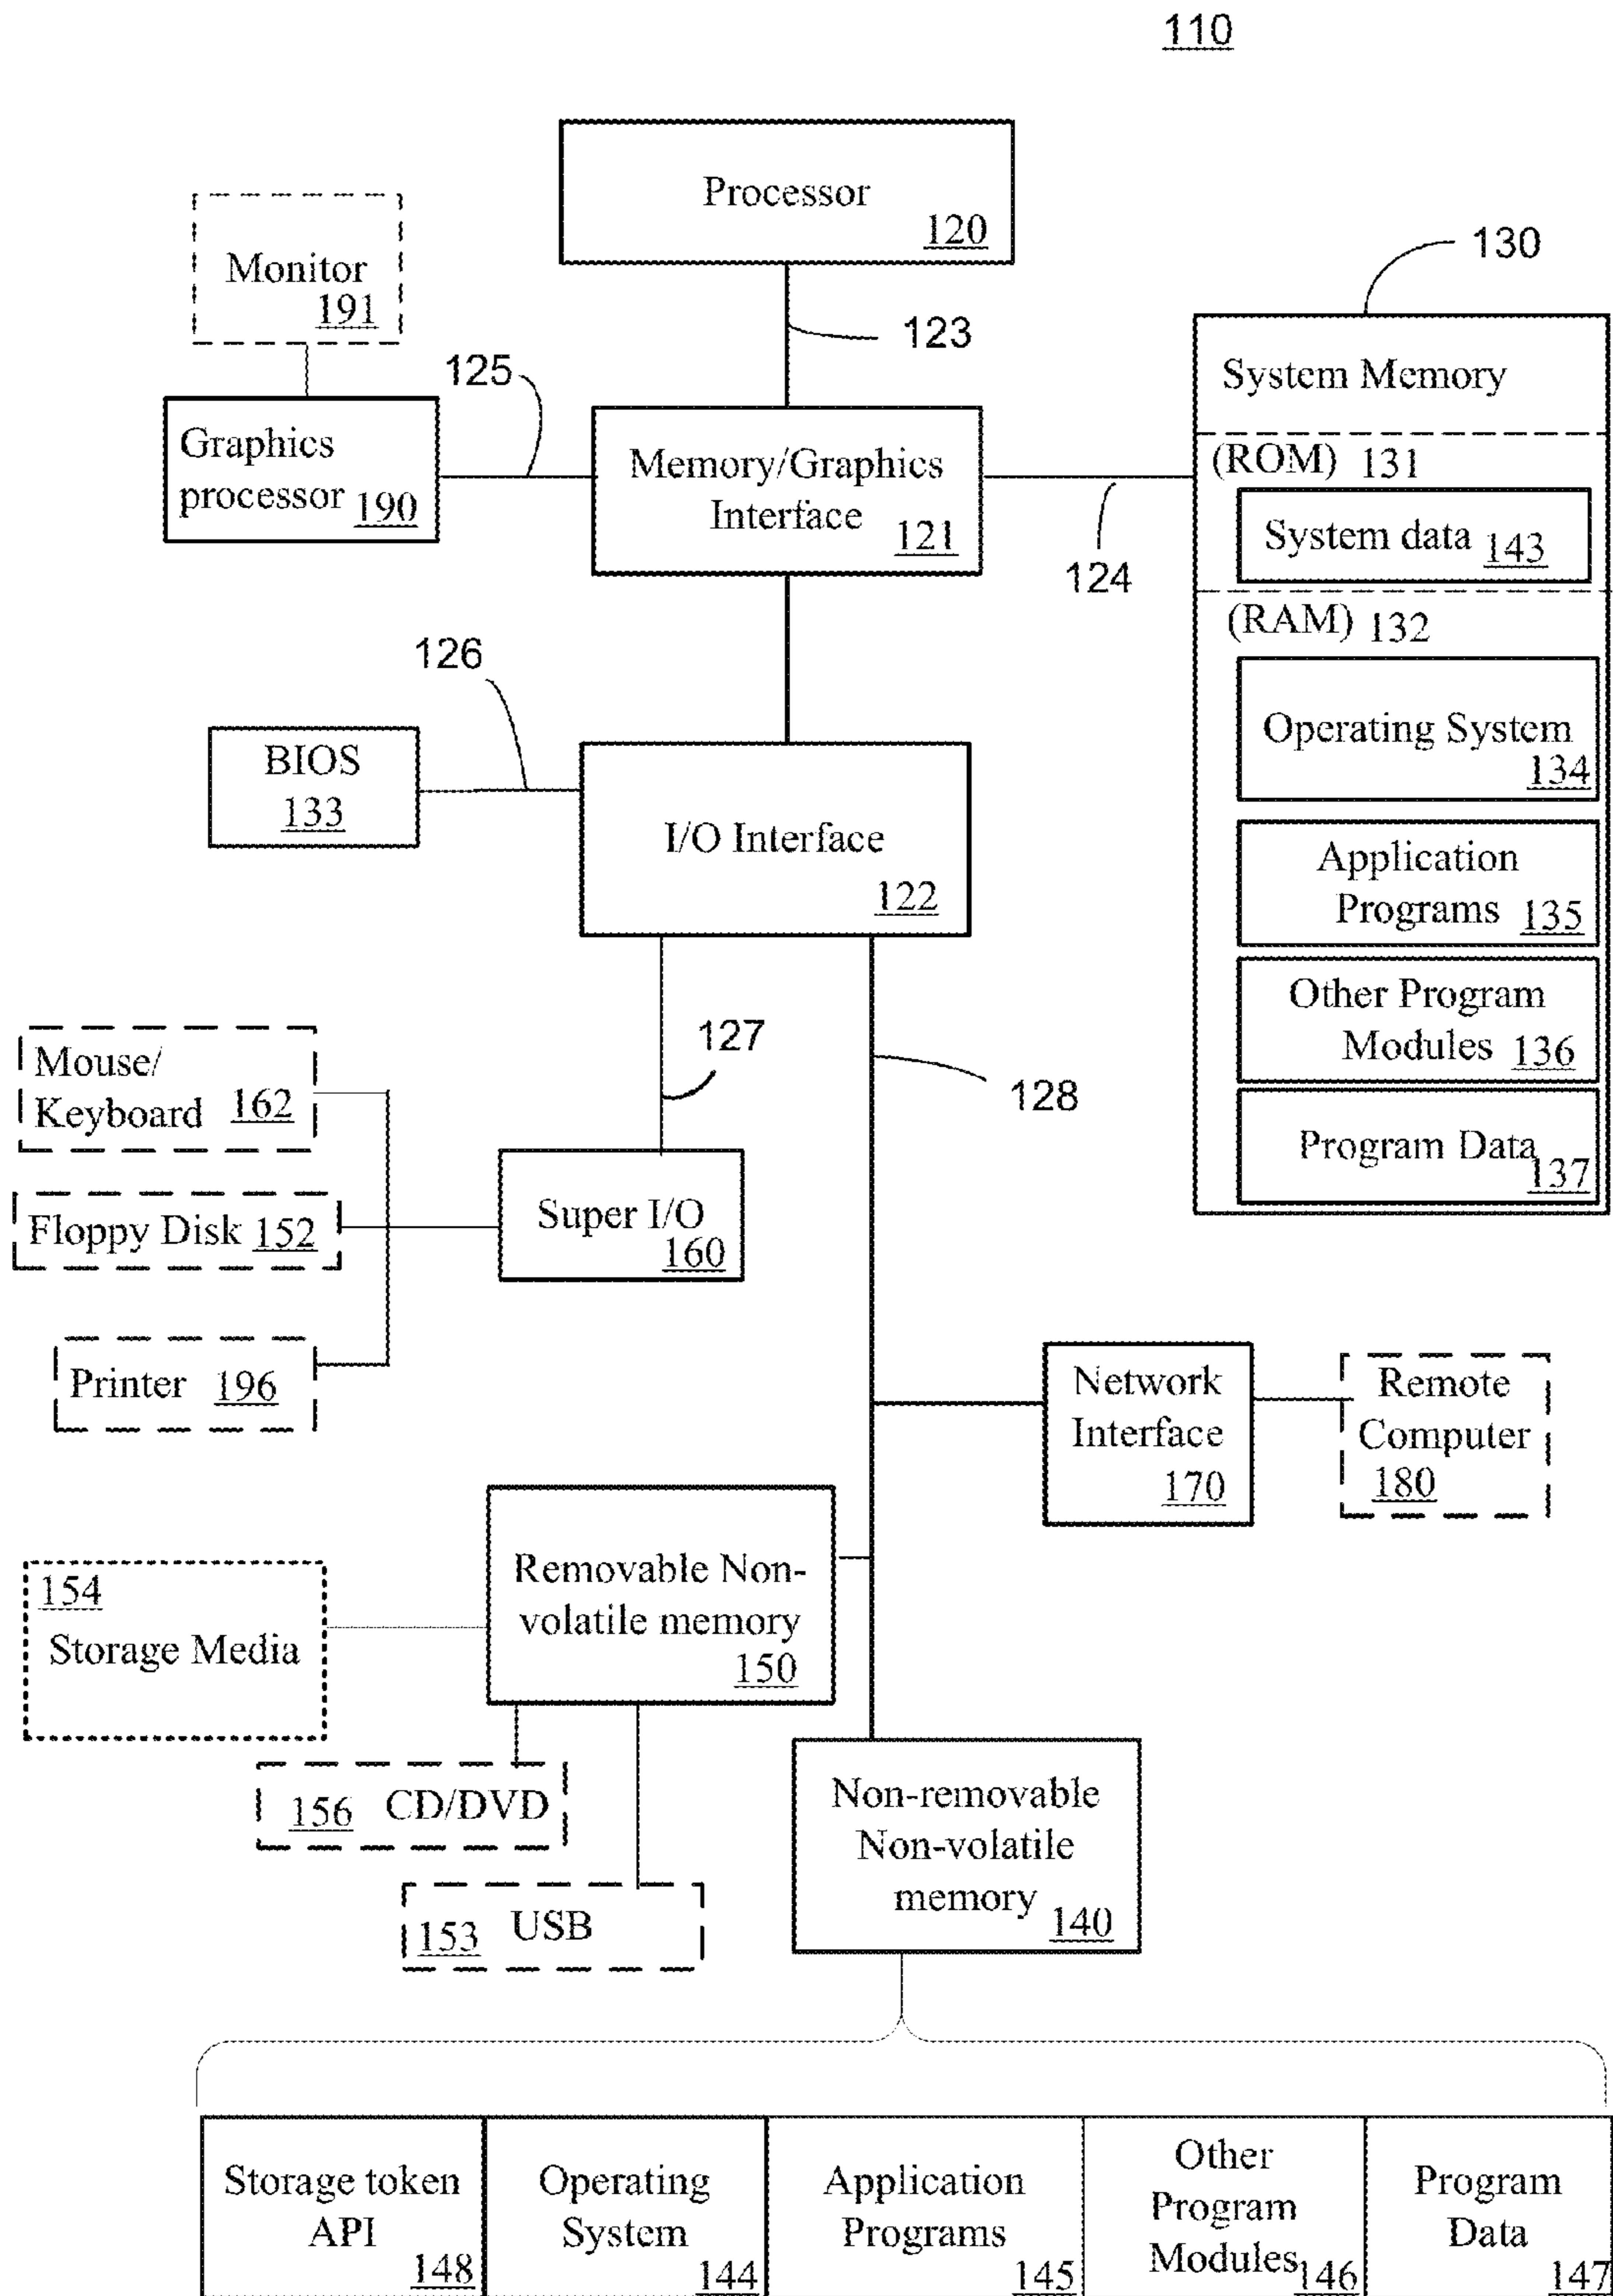 110
Processor
120
Monitor
191
123
130
125
System Memory
Graphics
processor 190
Memory/Graphics
Interface 121
124
(ROM) 131
System data 143
(RAM) 132
126
BIOS
133
I/O Interface
122
Operating System
134
Application
Programs 135
Other Program
Modules 136
Program Data
137
127
128
Mouse/
Keyboard 162
Floppy Disk 152
Super I/O
160
Printer 196
Network
Interface
170
Remote
Computer
180
154
Storage Media
Removable Non-
volatile memory
150
156 CD/DVD
153 USB
Non-removable
Non-volatile
memory 140
Storage token
API
148
Operating
System
144
Application
Programs
145
Other
Program
Modules 146
Program
Data
147